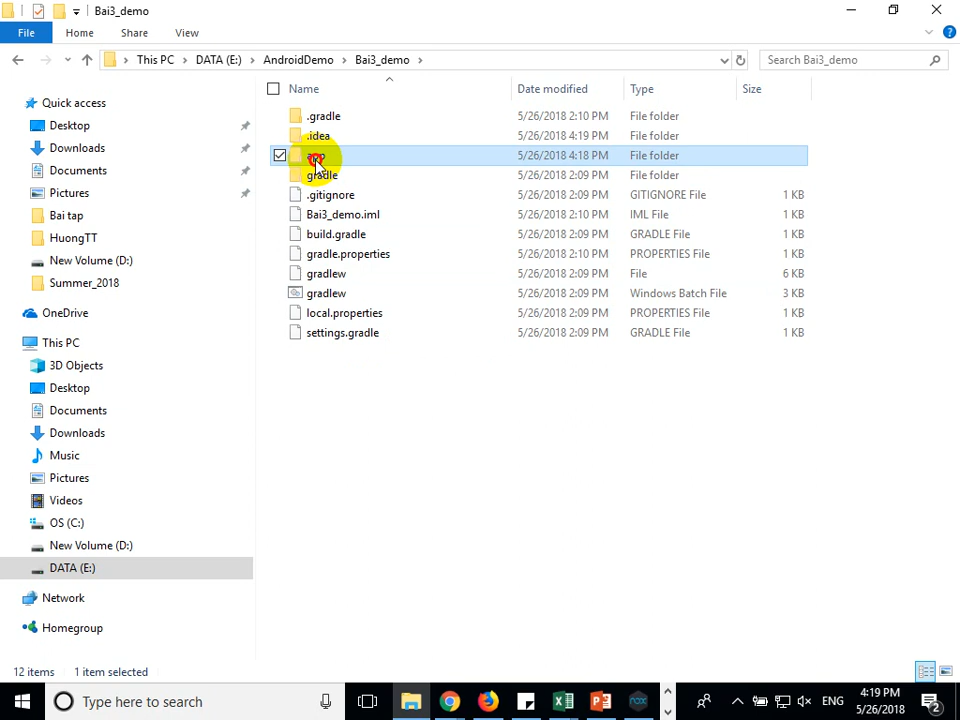 Bai3_demo
File Home Share View
This PC DATA (E:) AndroidDemo Bai3_demo
Search Bai3_demo
Name Date modified Type Size
Quick access
Desktop
Downloads
Documents
Pictures
Bai tap
HuongTT
New Volume (D:)
Summer_2018
OneDrive
This PC
3D Objects
Desktop
Documents
Downloads
Music
Pictures
Videos
OS (C:)
New Volume (D:)
DATA (E:)
Network
Homegroup
.gradle 5/26/2018 2:10 PM File folder
.idea 5/26/2018 4:19 PM File folder
app 5/26/2018 4:18 PM File folder
gradle 5/26/2018 2:09 PM File folder
.gitignore 5/26/2018 2:09 PM GITIGNORE File 1 KB
Bai3_demo.iml 5/26/2018 2:10 PM IML File 1 KB
build.gradle 5/26/2018 2:09 PM GRADLE File 1 KB
gradle.properties 5/26/2018 2:10 PM PROPERTIES File 1 KB
gradlew 5/26/2018 2:09 PM File 6 KB
gradlew 5/26/2018 2:09 PM Windows Batch File 3 KB
local.properties 5/26/2018 2:09 PM PROPERTIES File 1 KB
settings.gradle 5/26/2018 2:09 PM GRADLE File 1 KB
12 items 1 item selected
Type here to search
ENG
4:19 PM
5/26/2018
2